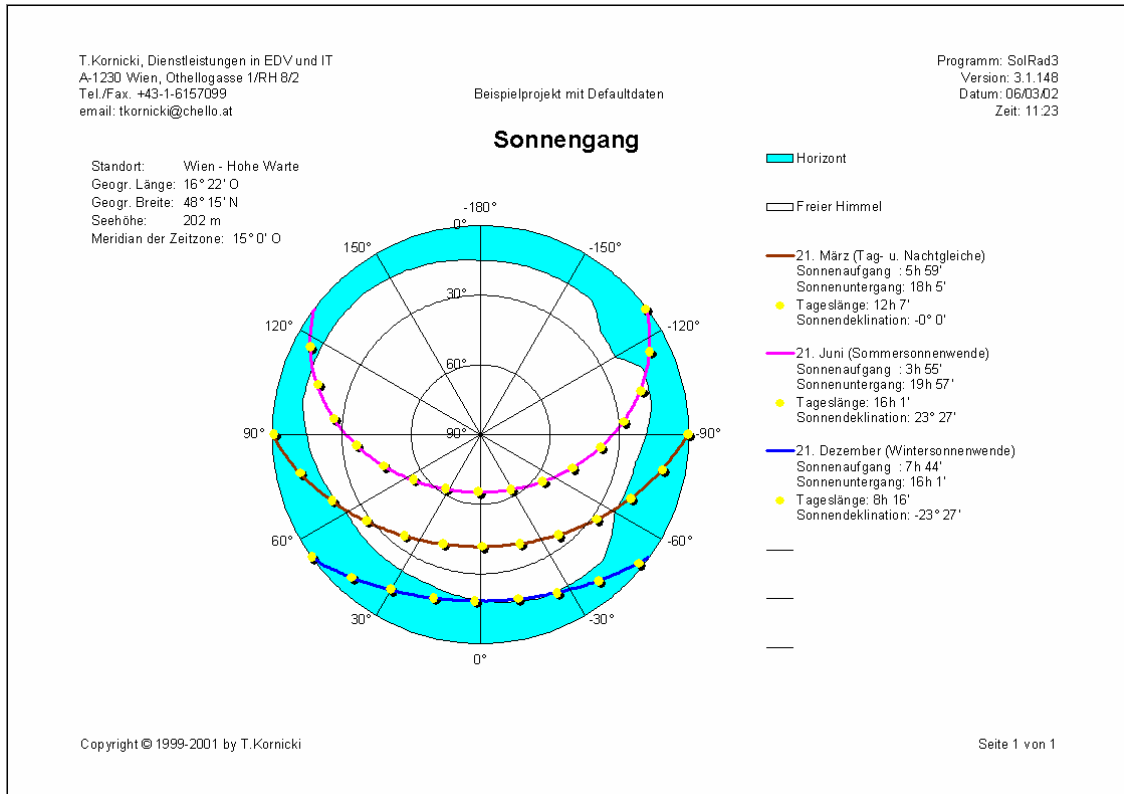 T.Kornicki, Dienstleistungen in EDV und IT
A-1230 Wien, Othellogasse 1/RH 8/2
Tel./Fax. +43-1-6157099
email: tkornicki@chello.at
Beispielprojekt mit Defaultdaten
Programm: SolRad3
Version: 3.1.148
Datum: 06/03/02
Zeit: 11:23
Sonnengang
Standort: Wien - Hohe Warte
Geogr. Länge: 16° 22' O
Geogr. Breite: 48° 15' N
Seehöhe: 202 m
Meridian der Zeitzone: 15° 0' O
Horizont
Freier Himmel
21. März (Tag- u. Nachtgleiche)
Sonnenaufgang : 5h 59'
Sonnenuntergang: 18h 5'
Tageslänge: 12h 7'
Sonnendeklination: -0° 0'
21. Juni (Sommersonnenwende)
Sonnenaufgang : 3h 55'
Sonnenuntergang: 19h 57'
Tageslänge: 16h 1'
Sonnendeklination: 23° 27'
21. Dezember (Wintersonnenwende)
Sonnenaufgang : 7h 44'
Sonnenuntergang: 16h 1'
Tageslänge: 8h 16'
Sonnendeklination: -23° 27'
-180°
0°
150°
-150°
30°
120°
-120°
60°
90°
90°
-90°
60°
-60°
30°
-30°
0°
Copyright © 1999-2001 by T.Kornicki
Seite 1 von 1